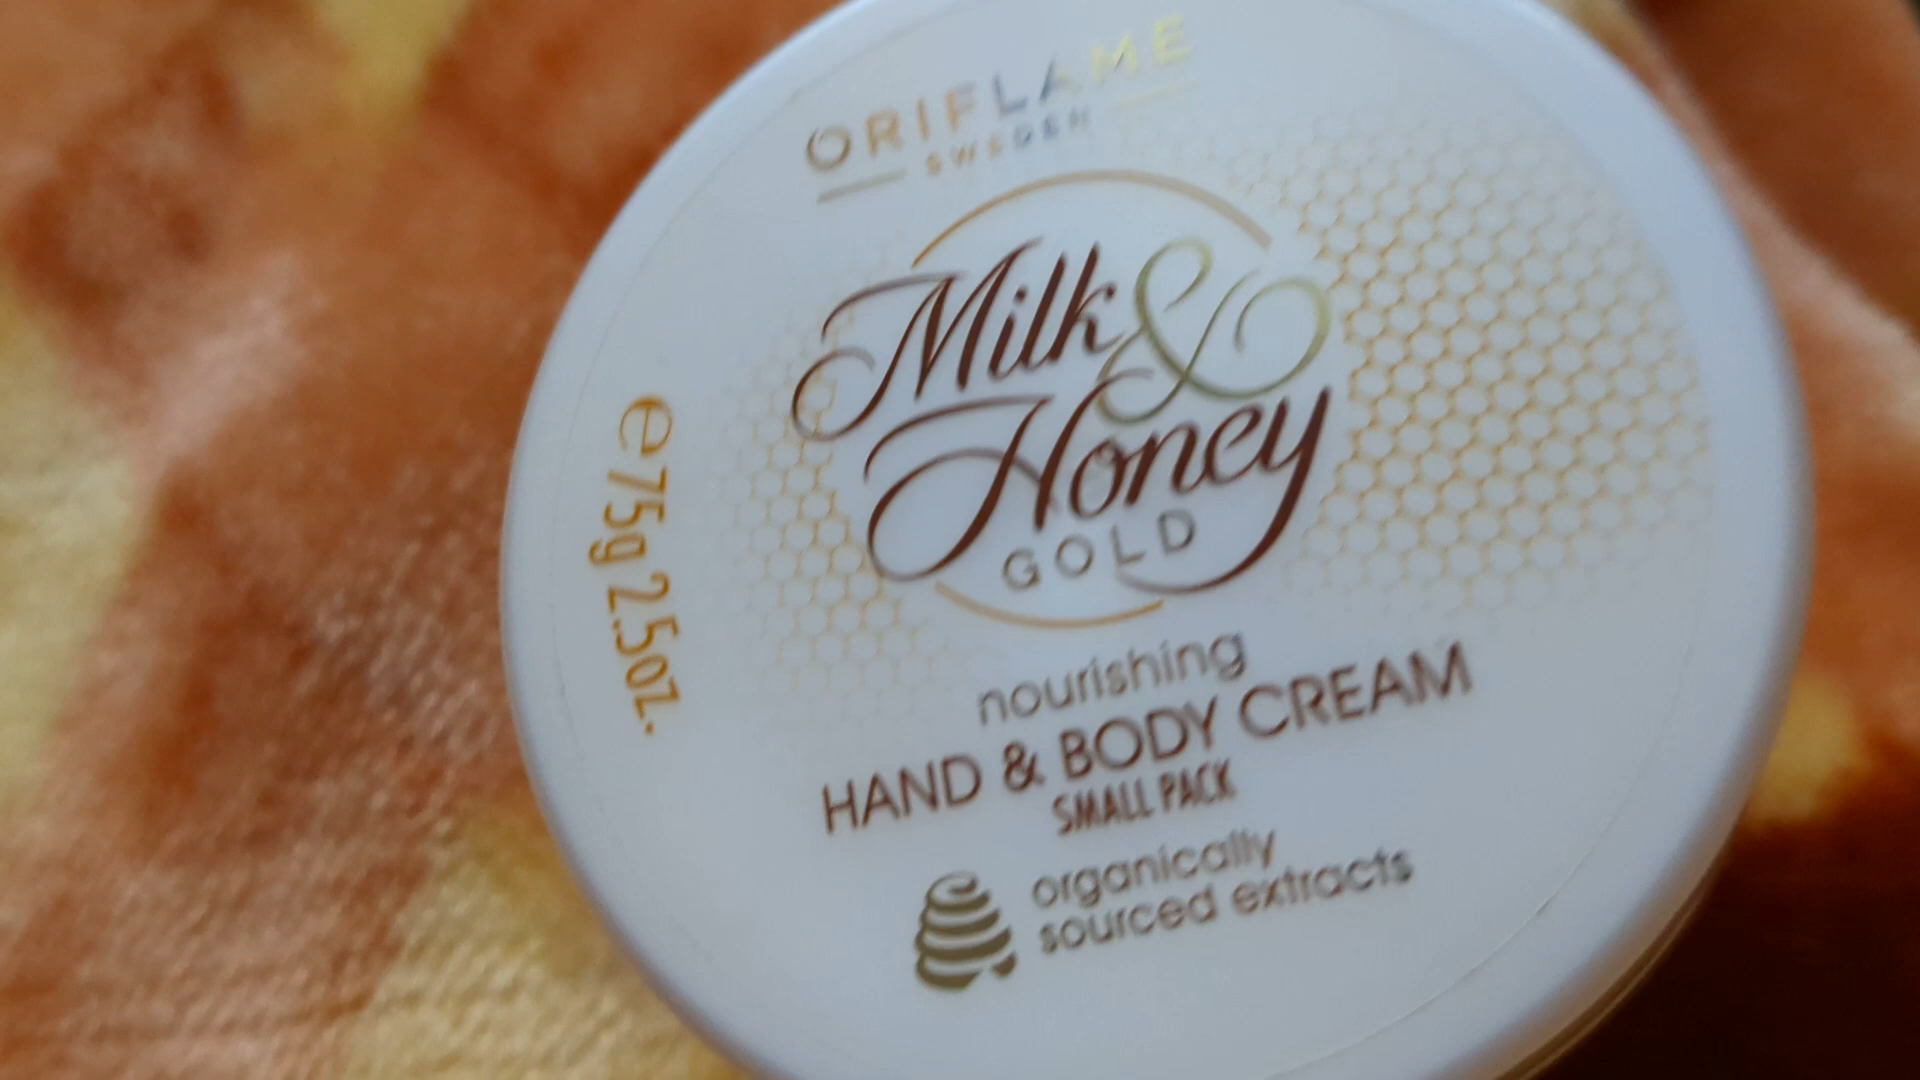 ORIFLAME
SWEDEN
Milk &
Honey
GOLD
nourishing
HAND & BODY CREAM
SMALL PACK
organically
sourced extracts
℮75g 2.5oz.